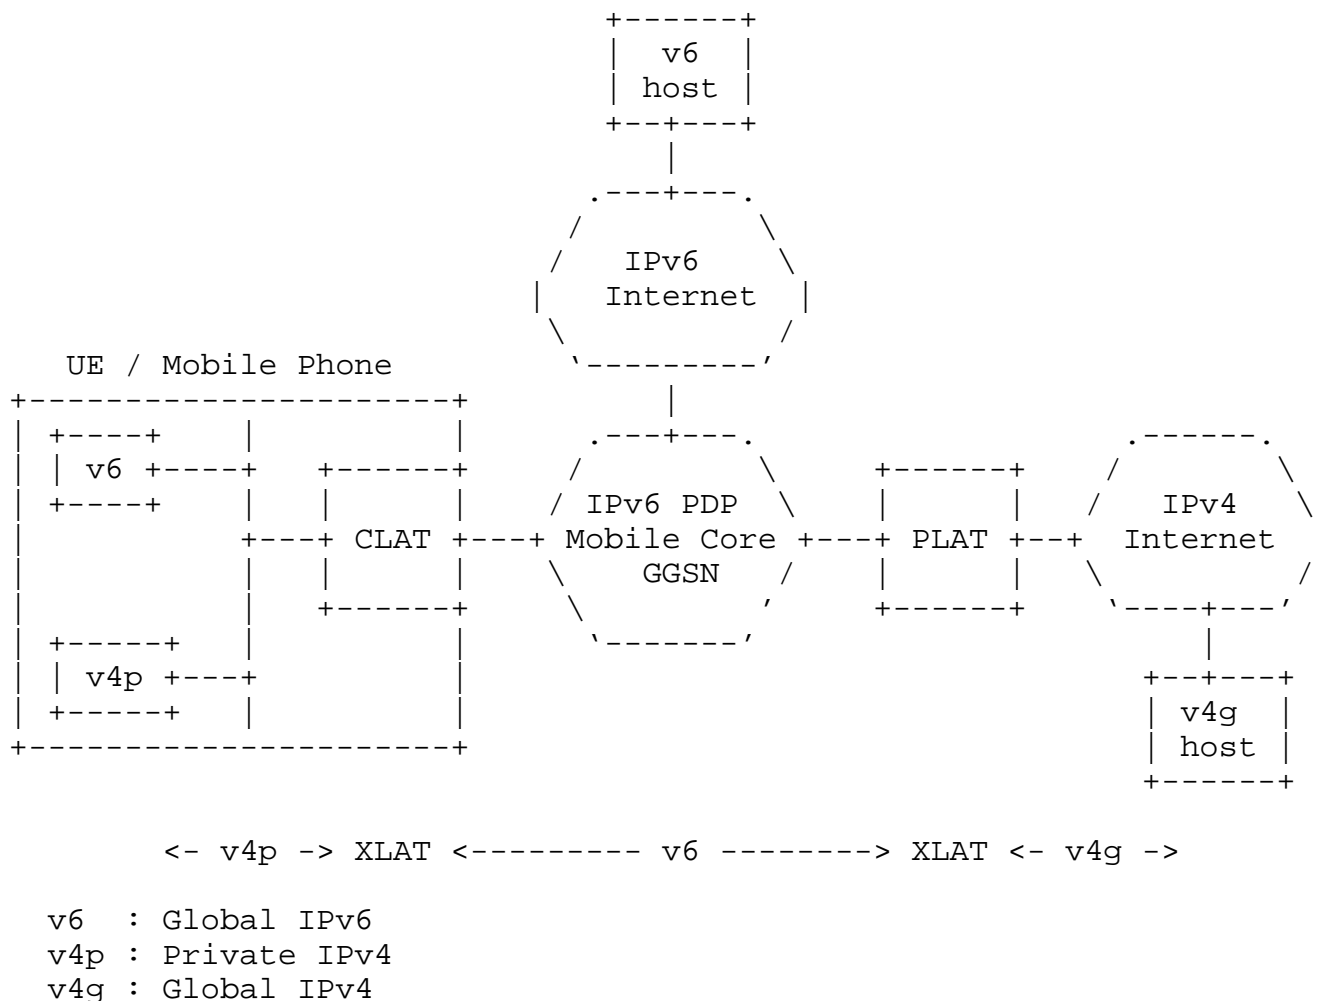 v6
host
IPv6
Internet
UE / Mobile Phone
v6
IPv6 PDP
IPv4
CLAT
Mobile Core
PLAT
Internet
GGSN
v4p
v4g
host
<- v4p -> XLAT <--------- v6 --------> XLAT <- v4g ->
v6 : Global IPv6
v4p : Private IPv4
v4g : Global IPv4